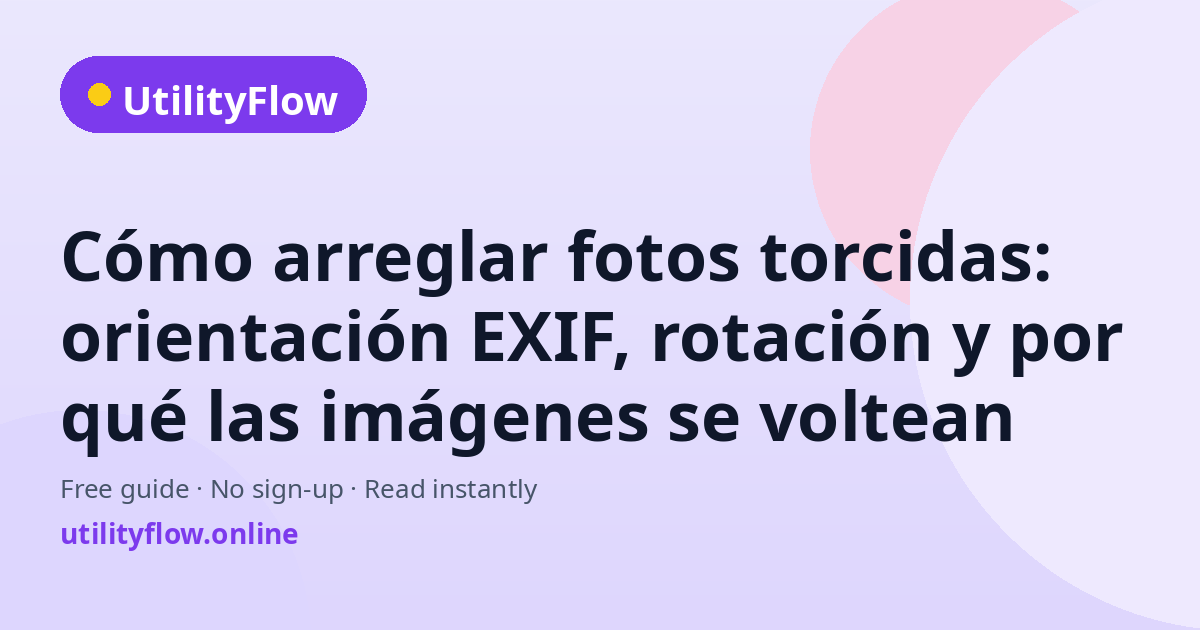 UtilityFlow
Cómo arreglar fotos torcidas:
orientación EXIF, rotación y por
qué las imágenes se voltean
Free guide · No sign-up · Read instantly
utilityflow.online